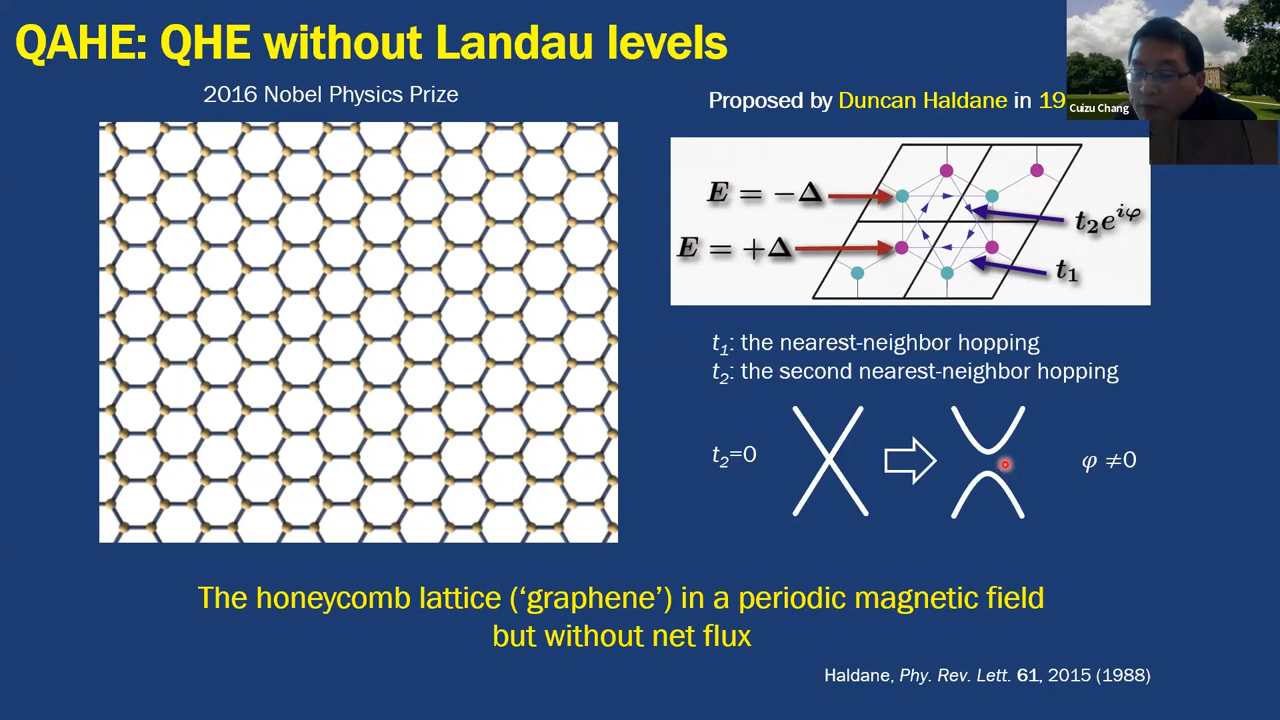 QAHE: QHE without Landau levels
2016 Nobel Physics Prize
Proposed by Duncan Haldane in 19
Cuizu Chang
E = −Δ
E = +Δ
t₂e^{iφ}
t₁
t₁: the nearest-neighbor hopping
t₂: the second nearest-neighbor hopping
t₂=0
φ ≠0
The honeycomb lattice (‘graphene’) in a periodic magnetic field
but without net flux
Haldane, Phy. Rev. Lett. 61, 2015 (1988)